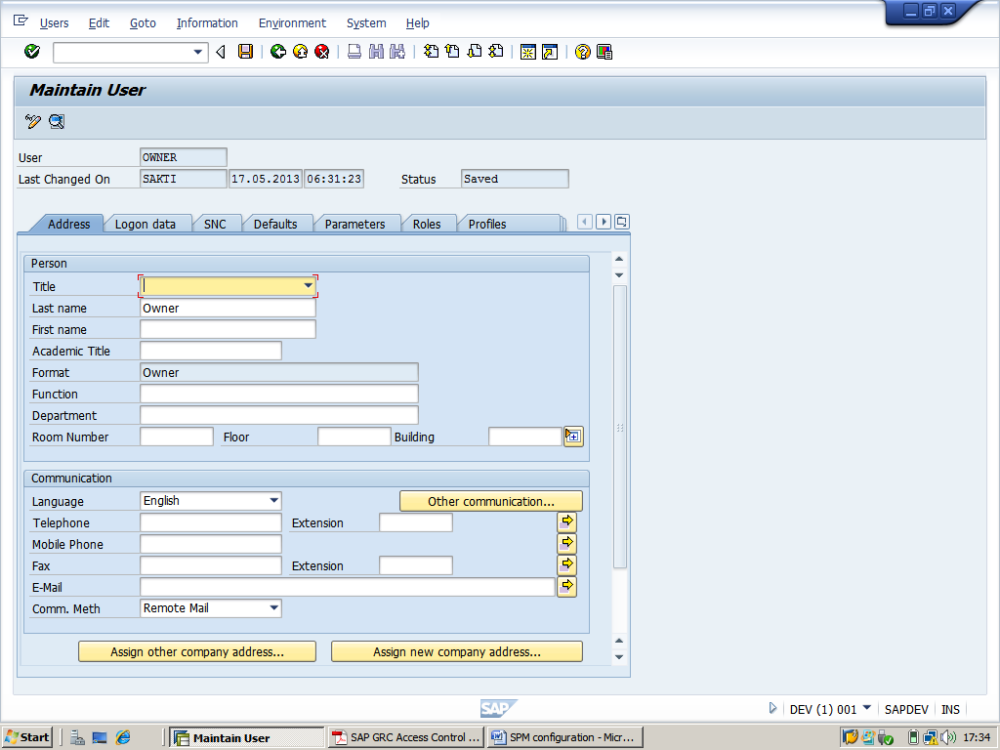 Users Edit Goto Information Environment System Help
Maintain User
User OWNER
Last Changed On SAKTI 17.05.2013 06:31:23 Status Saved
Address Logon data SNC Defaults Parameters Roles Profiles
Person
Title
Last name Owner
First name
Academic Title
Format Owner
Function
Department
Room Number Floor Building
Communication
Language English Other communication...
Telephone Extension
Mobile Phone
Fax Extension
E-Mail
Comm. Meth Remote Mail
Assign other company address... Assign new company address...
SAP
DEV (1) 001 SAPDEV INS
Start Maintain User SAP GRC Access Control ... SPM configuration - Micr... 17:34